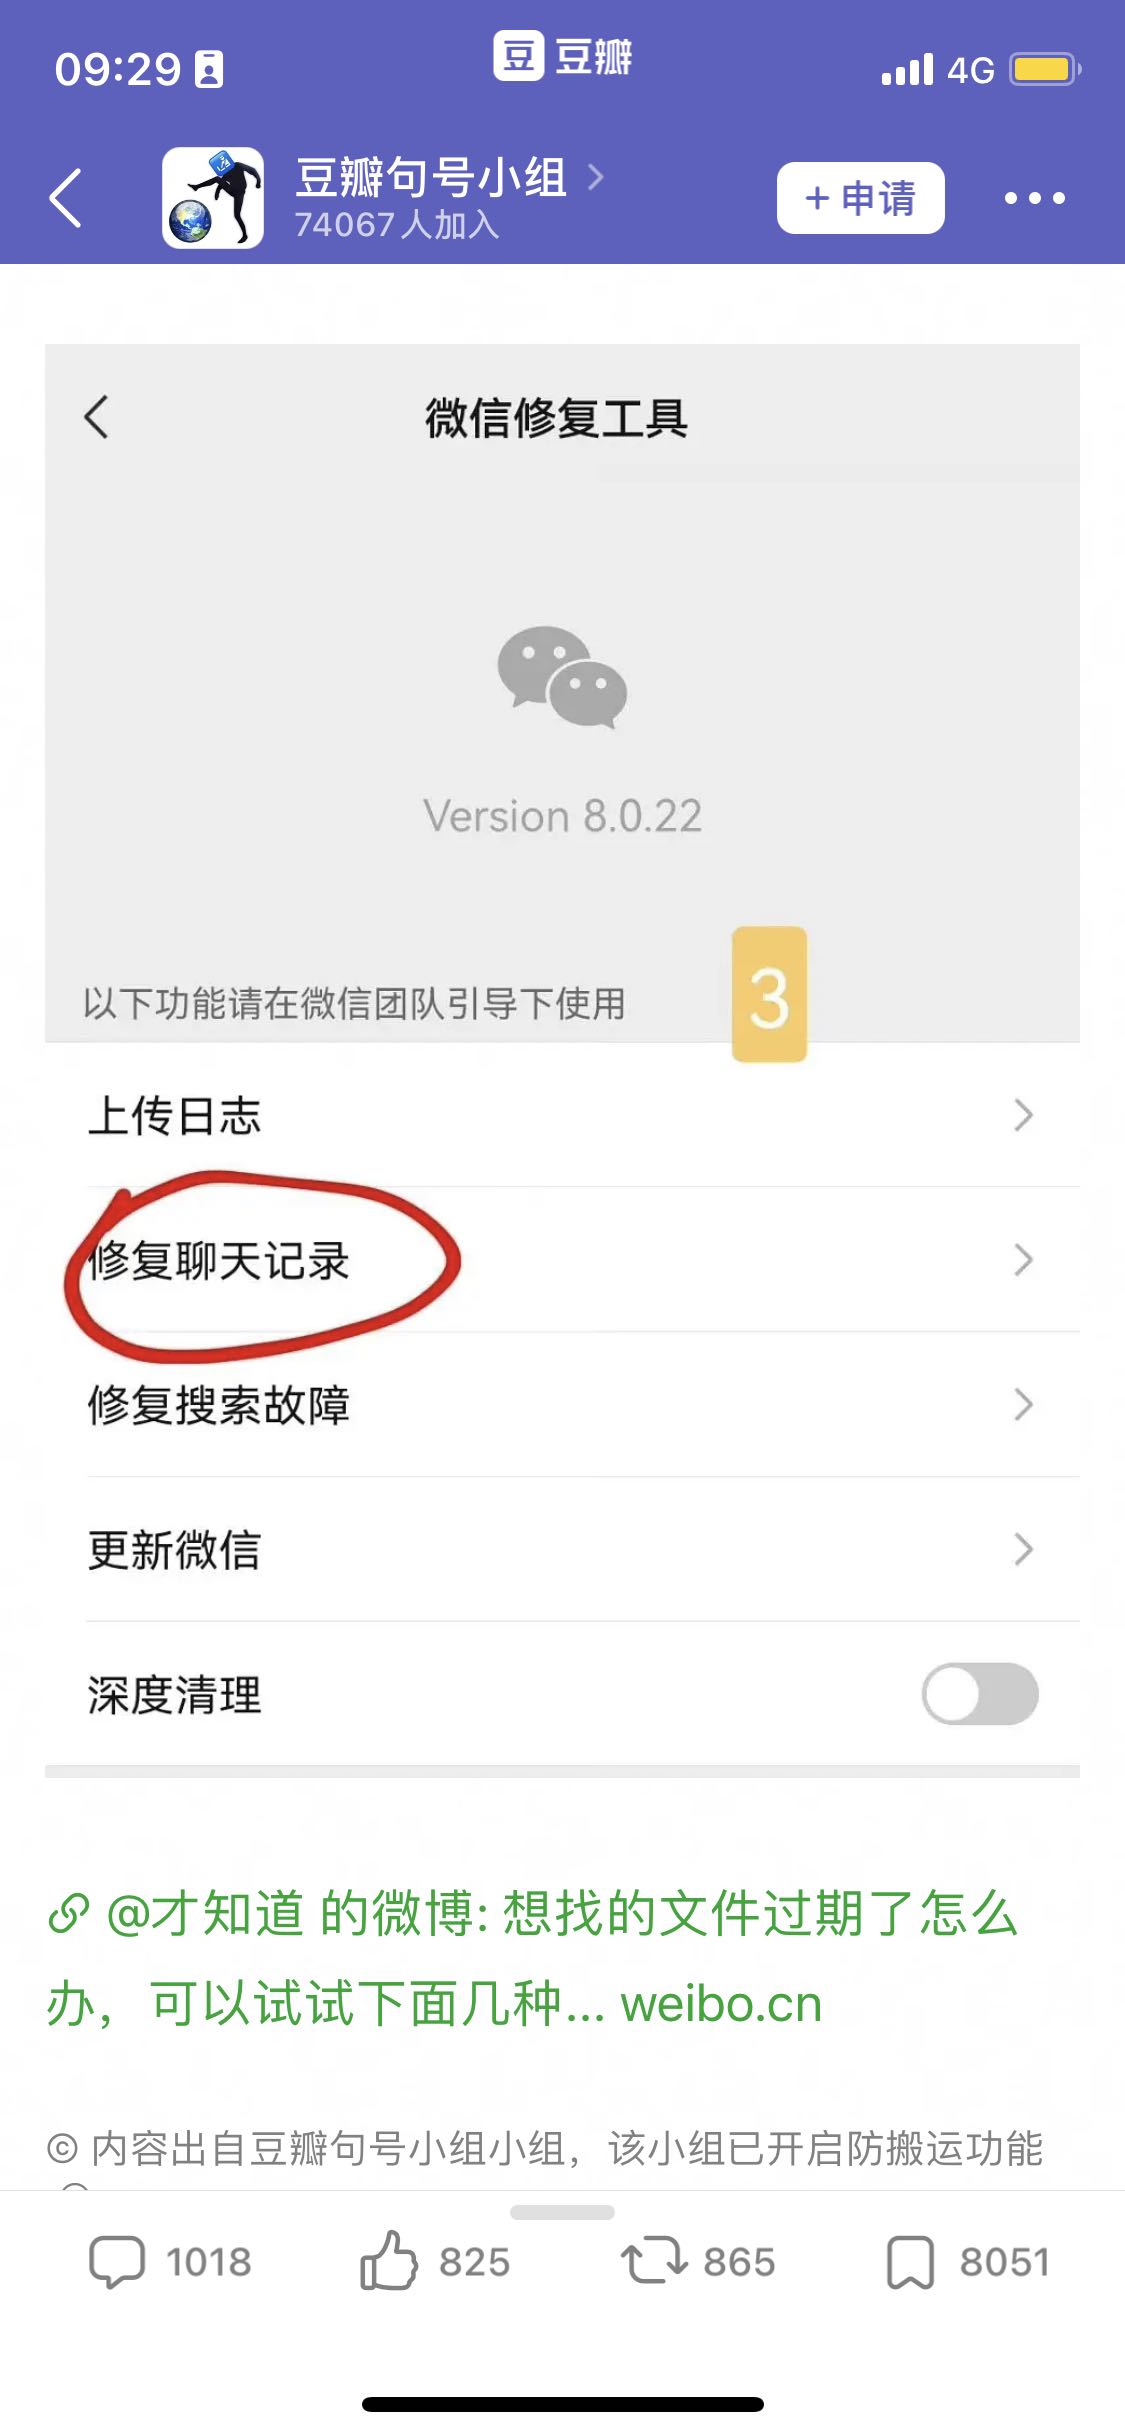 09:29
豆 豆瓣
4G
豆瓣句号小组
74067人加入
+ 申请
微信修复工具
Version 8.0.22
以下功能请在微信团队引导下使用
3
上传日志
修复聊天记录
修复搜索故障
更新微信
深度清理
@才知道 的微博: 想找的文件过期了怎么
办，可以试试下面几种... weibo.cn
© 内容出自豆瓣句号小组小组，该小组已开启防搬运功能
1018
825
865
8051